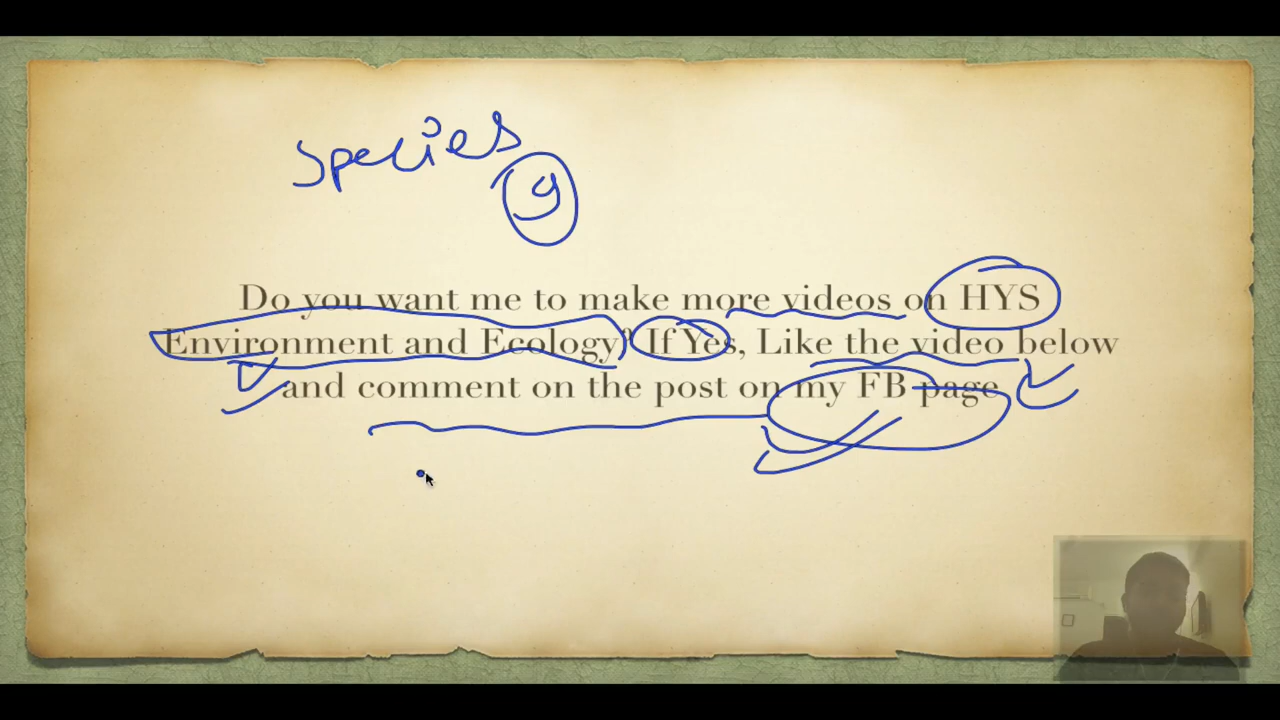 Species
9
Do you want me to make more videos on HYS
Environment and Ecology? If Yes, Like the video below
and comment on the post on my FB page